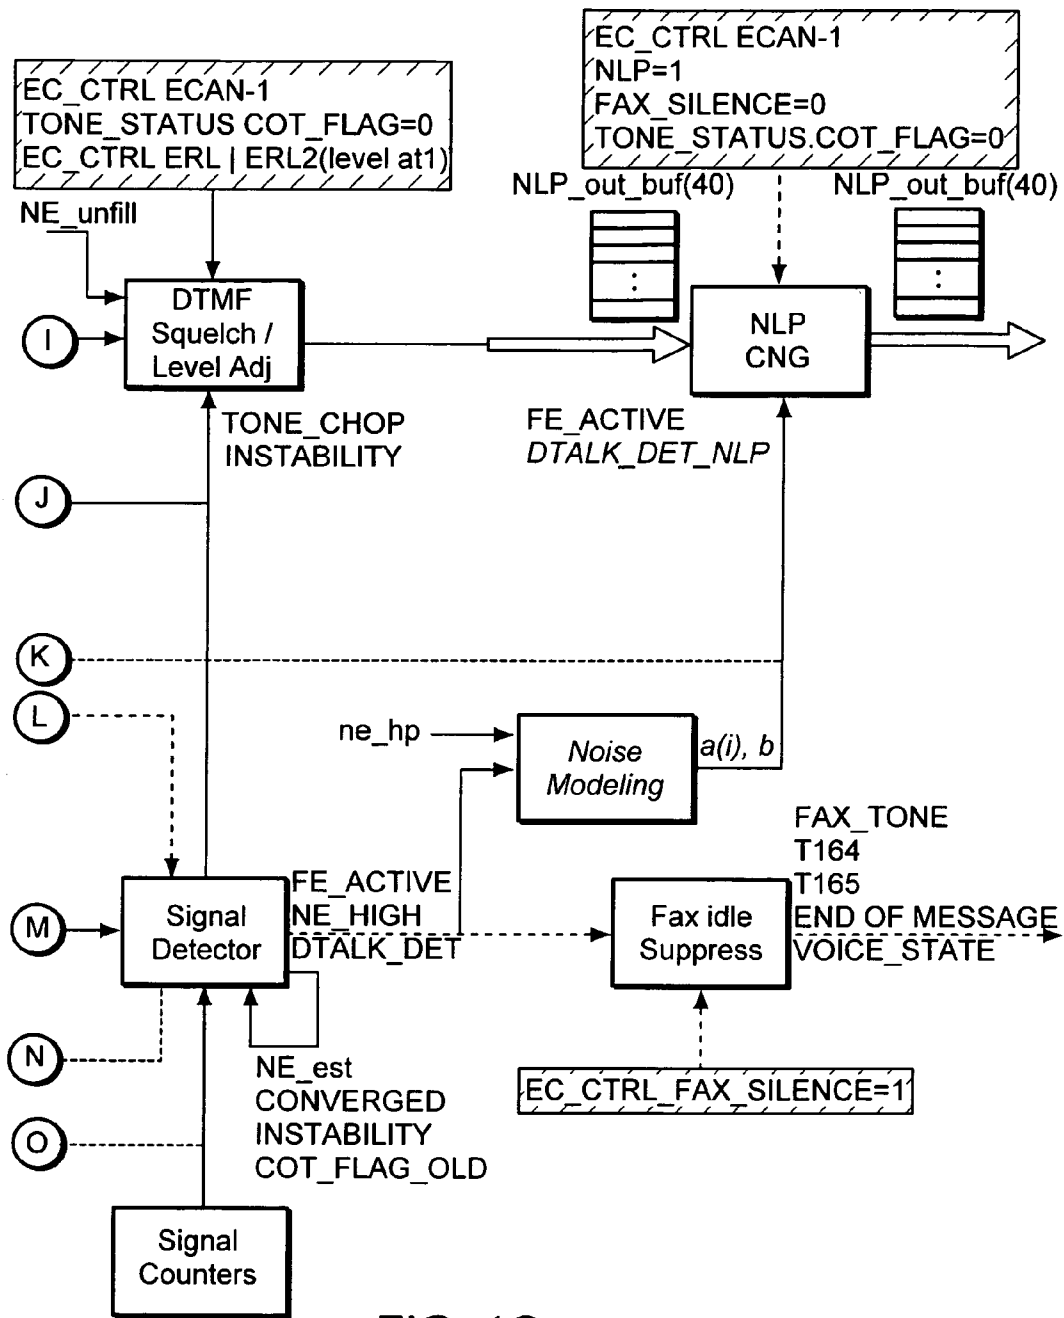 EC_CTRL ECAN-1
NLP=1
FAX_SILENCE=0
TONE_STATUS.COT_FLAG=0
EC_CTRL ECAN-1
TONE_STATUS COT_FLAG=0
EC_CTRL ERL | ERL2(level at1)
NLP_out_buf(40)
NLP_out_buf(40)
NE_unfill
DTMF
Squelch /
Level Adj
I
NLP
CNG
TONE_CHOP
INSTABILITY
FE_ACTIVE
DTALK_DET_NLP
J
K
L
ne_hp
Noise
Modeling
a(i), b
FAX_TONE
T164
T165
END OF MESSAGE
VOICE_STATE
M
Signal
Detector
FE_ACTIVE
NE_HIGH
DTALK_DET
Fax idle
Suppress
N
NE_est
CONVERGED
INSTABILITY
COT_FLAG_OLD
EC_CTRL_FAX_SILENCE=1
O
Signal
Counters